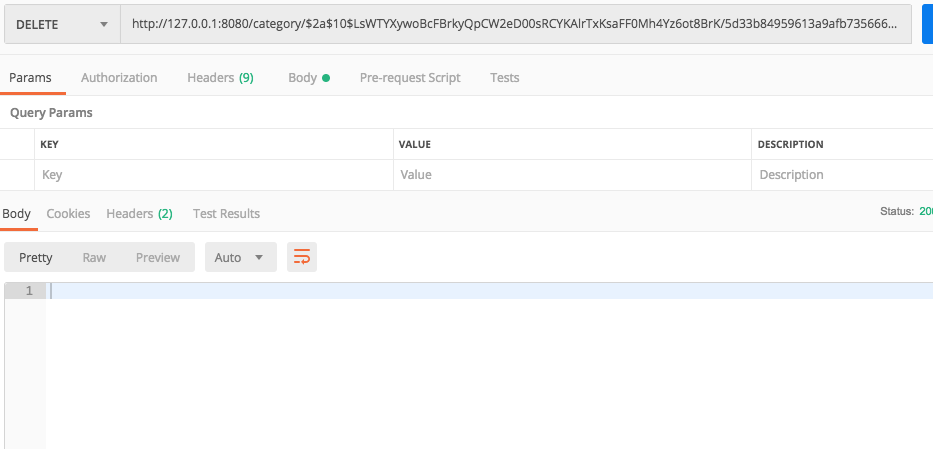 DELETE http://127.0.0.1:8080/category/$2a$10$LsWTYXywoBcFBrkyQpCW2eD00sRCYKAlrTxKsaFF0Mh4Yz6ot8BrK/5d33b84959613a9afb735666...
Params Authorization Headers (9) Body Pre-request Script Tests
Query Params
KEY VALUE DESCRIPTION
Key Value Description
Body Cookies Headers (2) Test Results Status: 200
Pretty Raw Preview Auto
1